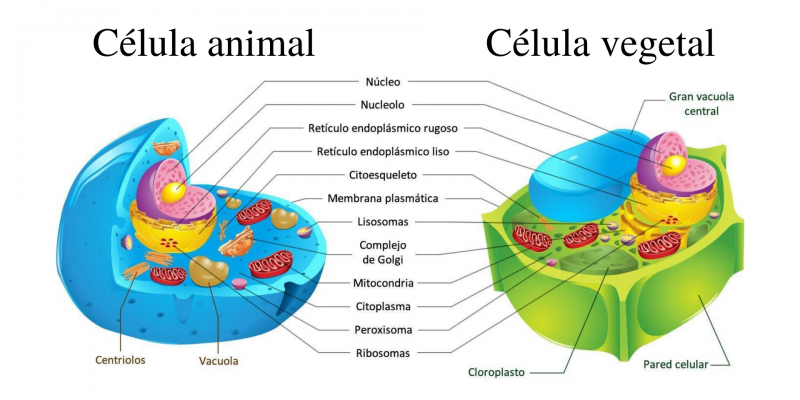 Célula animal
Célula vegetal
Núcleo
Nucleolo
Retículo endoplásmico rugoso
Retículo endoplásmico liso
Citoesqueleto
Membrana plasmática
Lisosomas
Complejo
de Golgi
Mitocondria
Citoplasma
Peroxisoma
Ribosomas
Gran vacuola
central
Centriolos
Vacuola
Cloroplasto
Pared celular